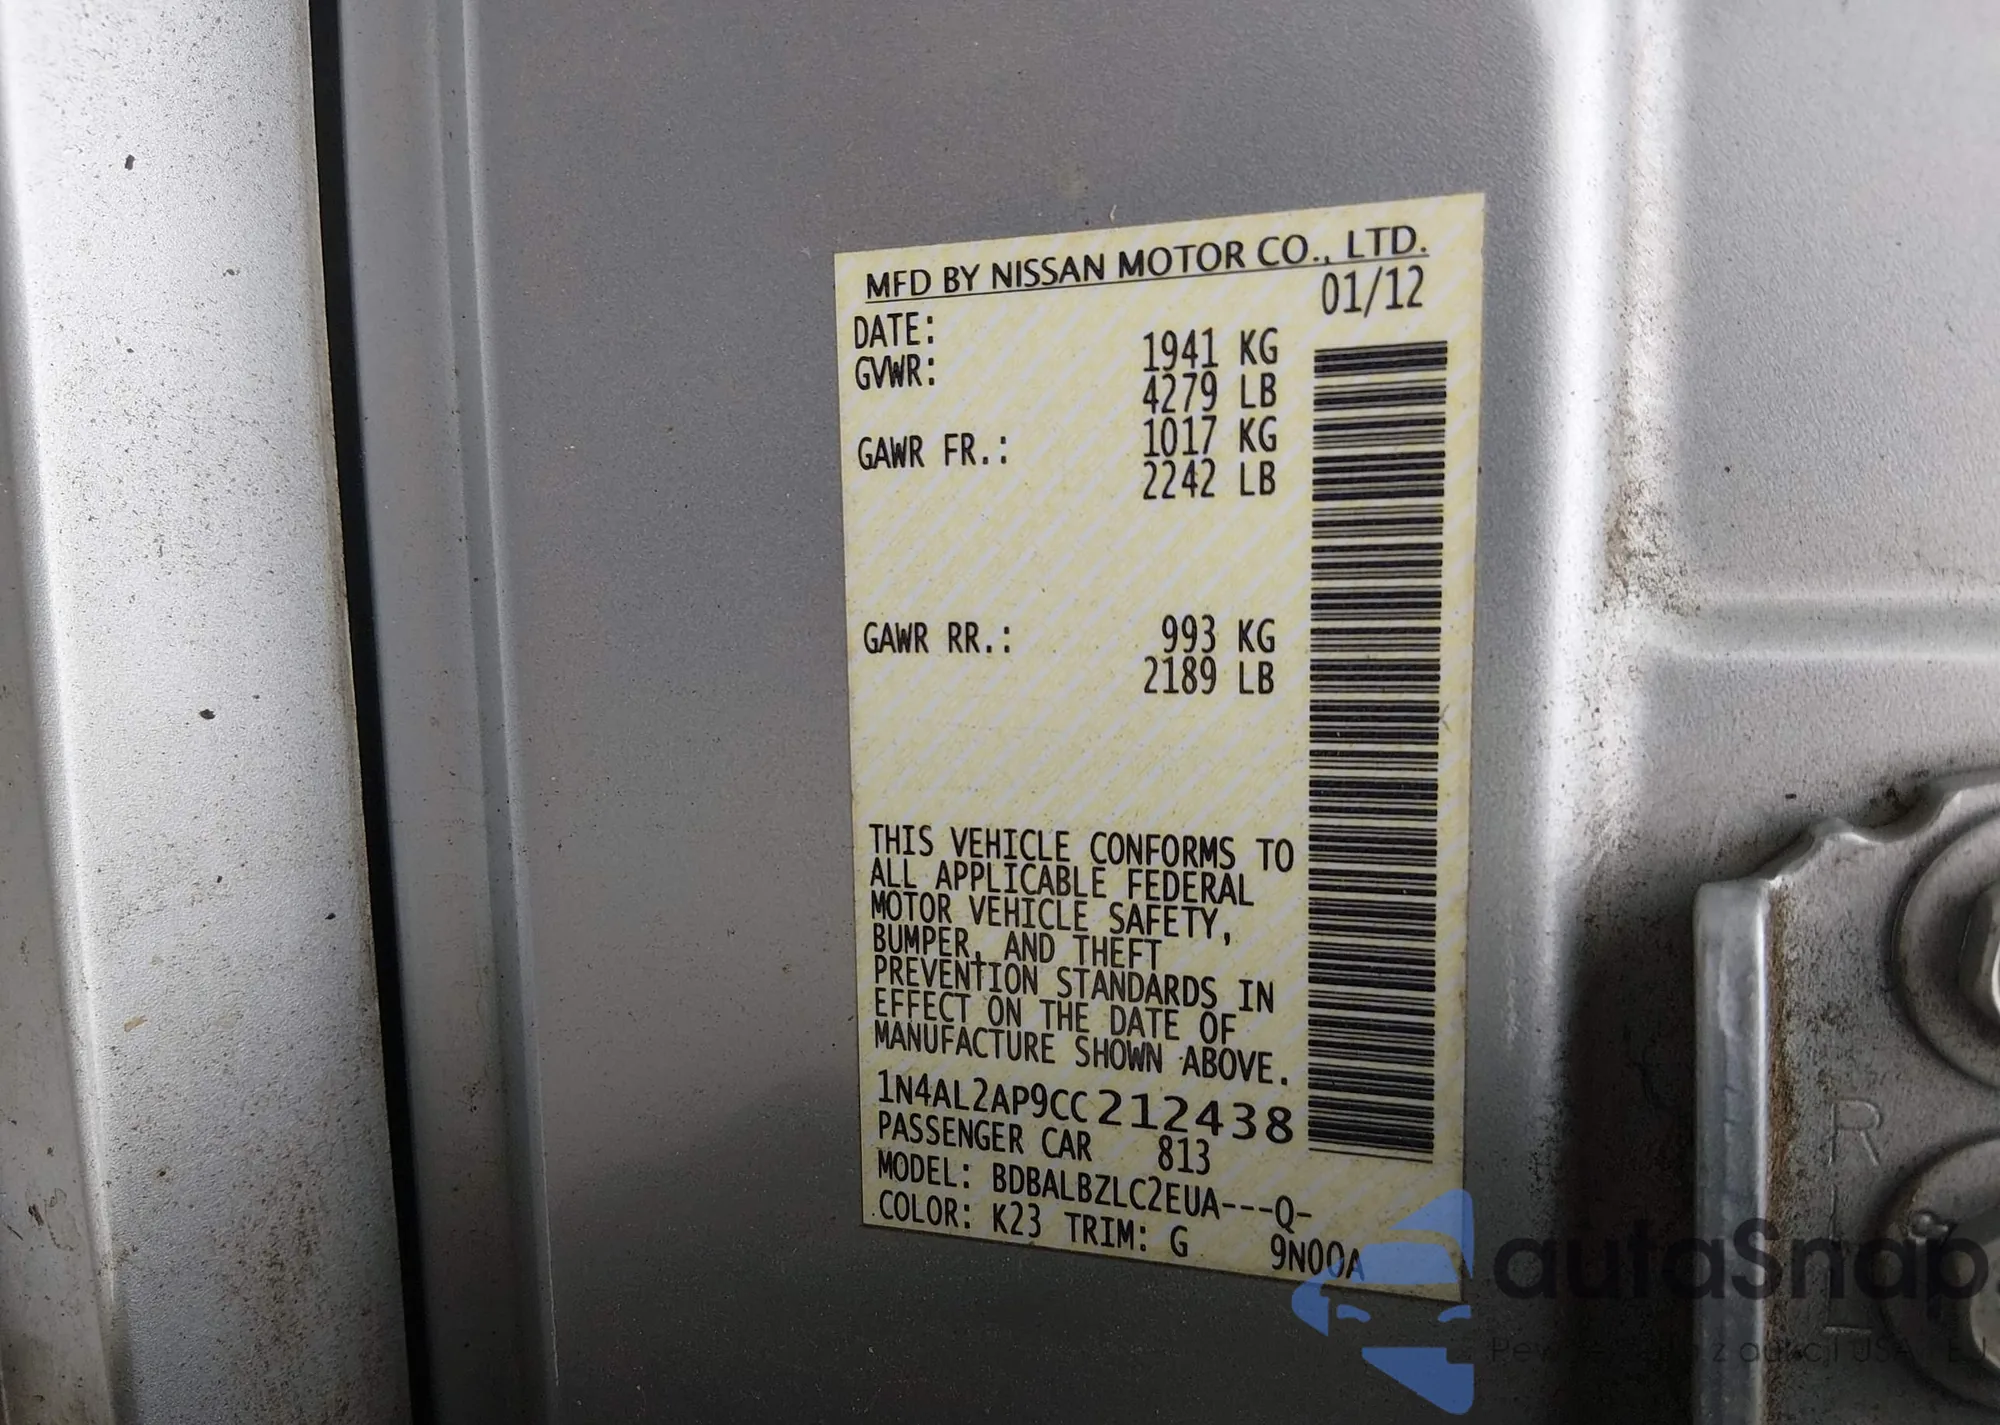 MFD BY NISSAN MOTOR CO., LTD.
DATE: 01/12
GVWR: 1941 KG
4279 LB
GAWR FR.: 1017 KG
2242 LB
GAWR RR.: 993 KG
2189 LB
THIS VEHICLE CONFORMS TO
ALL APPLICABLE FEDERAL
MOTOR VEHICLE SAFETY,
BUMPER, AND THEFT
PREVENTION STANDARDS IN
EFFECT ON THE DATE OF
MANUFACTURE SHOWN ABOVE.
1N4AL2AP9CC212438
PASSENGER CAR 813
MODEL: BDBALBZLC2EUA---Q-
COLOR: K23 TRIM: G 9N00A
R
L
autaSnap.
z aukcji USA